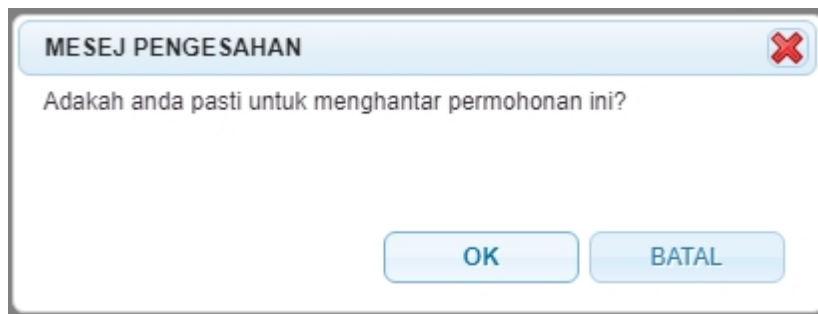 MESEJ PENGESAHAN
Adakah anda pasti untuk menghantar permohonan ini?
OK
BATAL